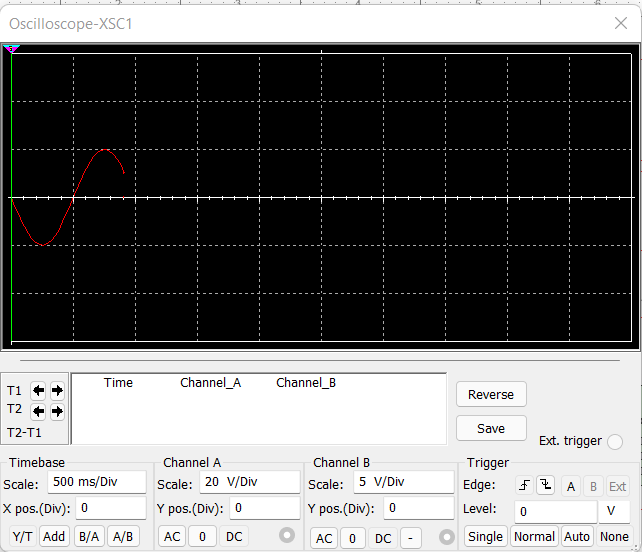 Oscilloscope-XSC1
T1
T2
T2-T1
Time Channel_A Channel_B
Reverse
Save
Ext. trigger
Timebase
Scale: 500 ms/Div
X pos.(Div): 0
Y/T Add B/A A/B
Channel A
Scale: 20 V/Div
Y pos.(Div): 0
AC 0 DC
Channel B
Scale: 5 V/Div
Y pos.(Div): 0
AC 0 DC -
Trigger
Edge: A B Ext
Level: 0 V
Single Normal Auto None